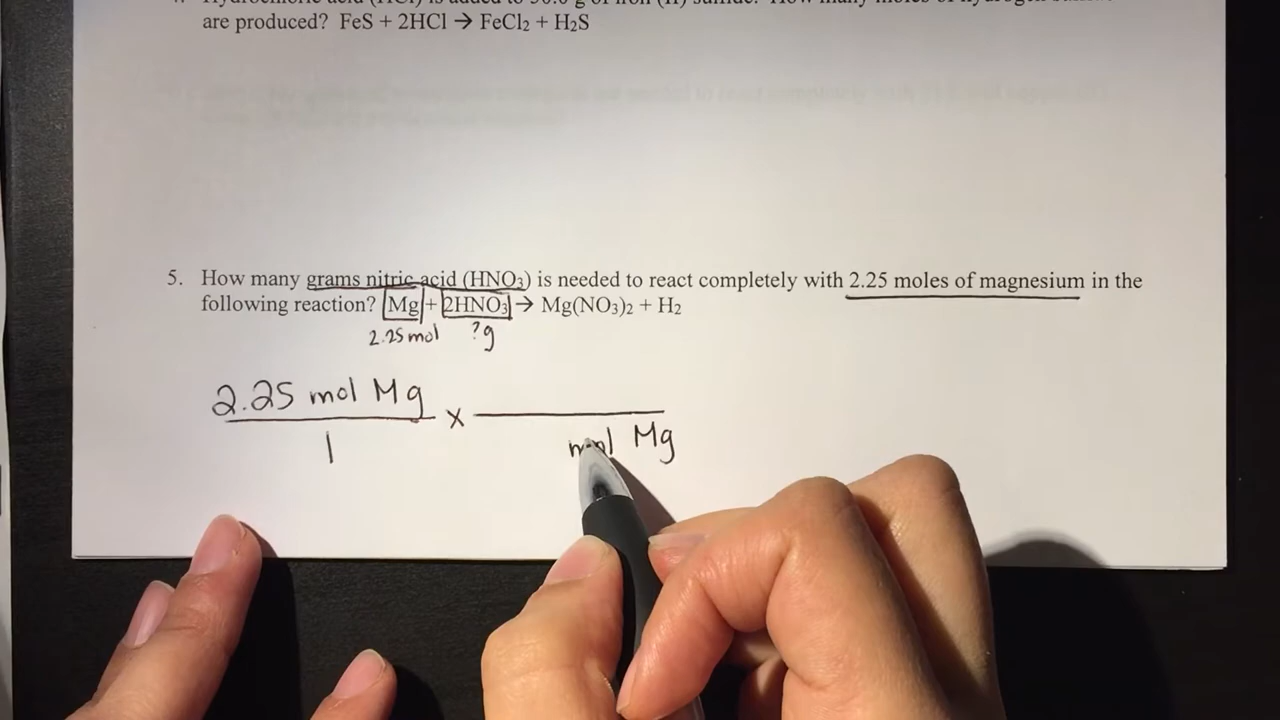 are produced? FeS + 2HCl → FeCl₂ + H₂S
5. How many grams nitric acid (HNO₃) is needed to react completely with 2.25 moles of magnesium in the
following reaction? Mg + 2HNO₃ → Mg(NO₃)₂ + H₂
2.25 mol ?g
2.25 mol Mg x
1 mol Mg